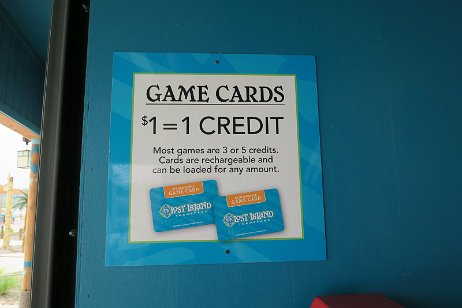 GAME CARDS
$1=1 CREDIT
Most games are 3 or 5 credits.
Cards are rechargeable and
can be loaded for any amount.
GAME CARD
LOST ISLAND
GAME CARD
LOST ISLAND